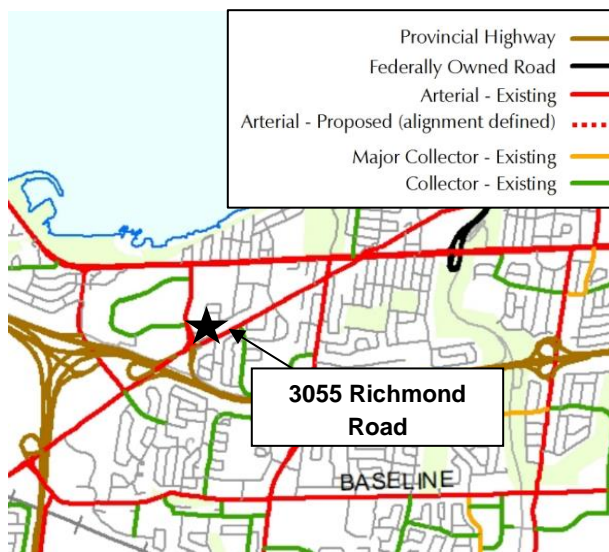 Provincial Highway
Federally Owned Road
Arterial - Existing
Arterial - Proposed (alignment defined)
Major Collector - Existing
Collector - Existing
3055 Richmond
Road
BASELINE